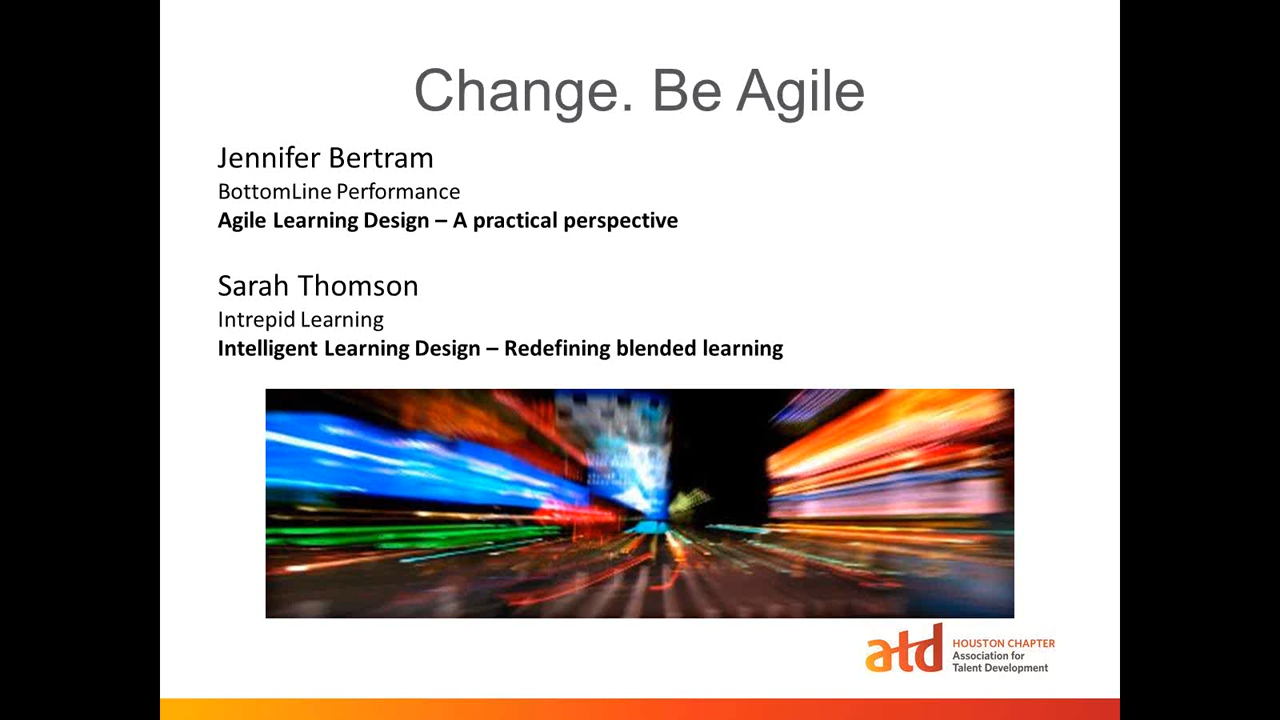 Change. Be Agile
Jennifer Bertram
BottomLine Performance
Agile Learning Design – A practical perspective
Sarah Thomson
Intrepid Learning
Intelligent Learning Design – Redefining blended learning
atd
HOUSTON CHAPTER
Association for
Talent Development